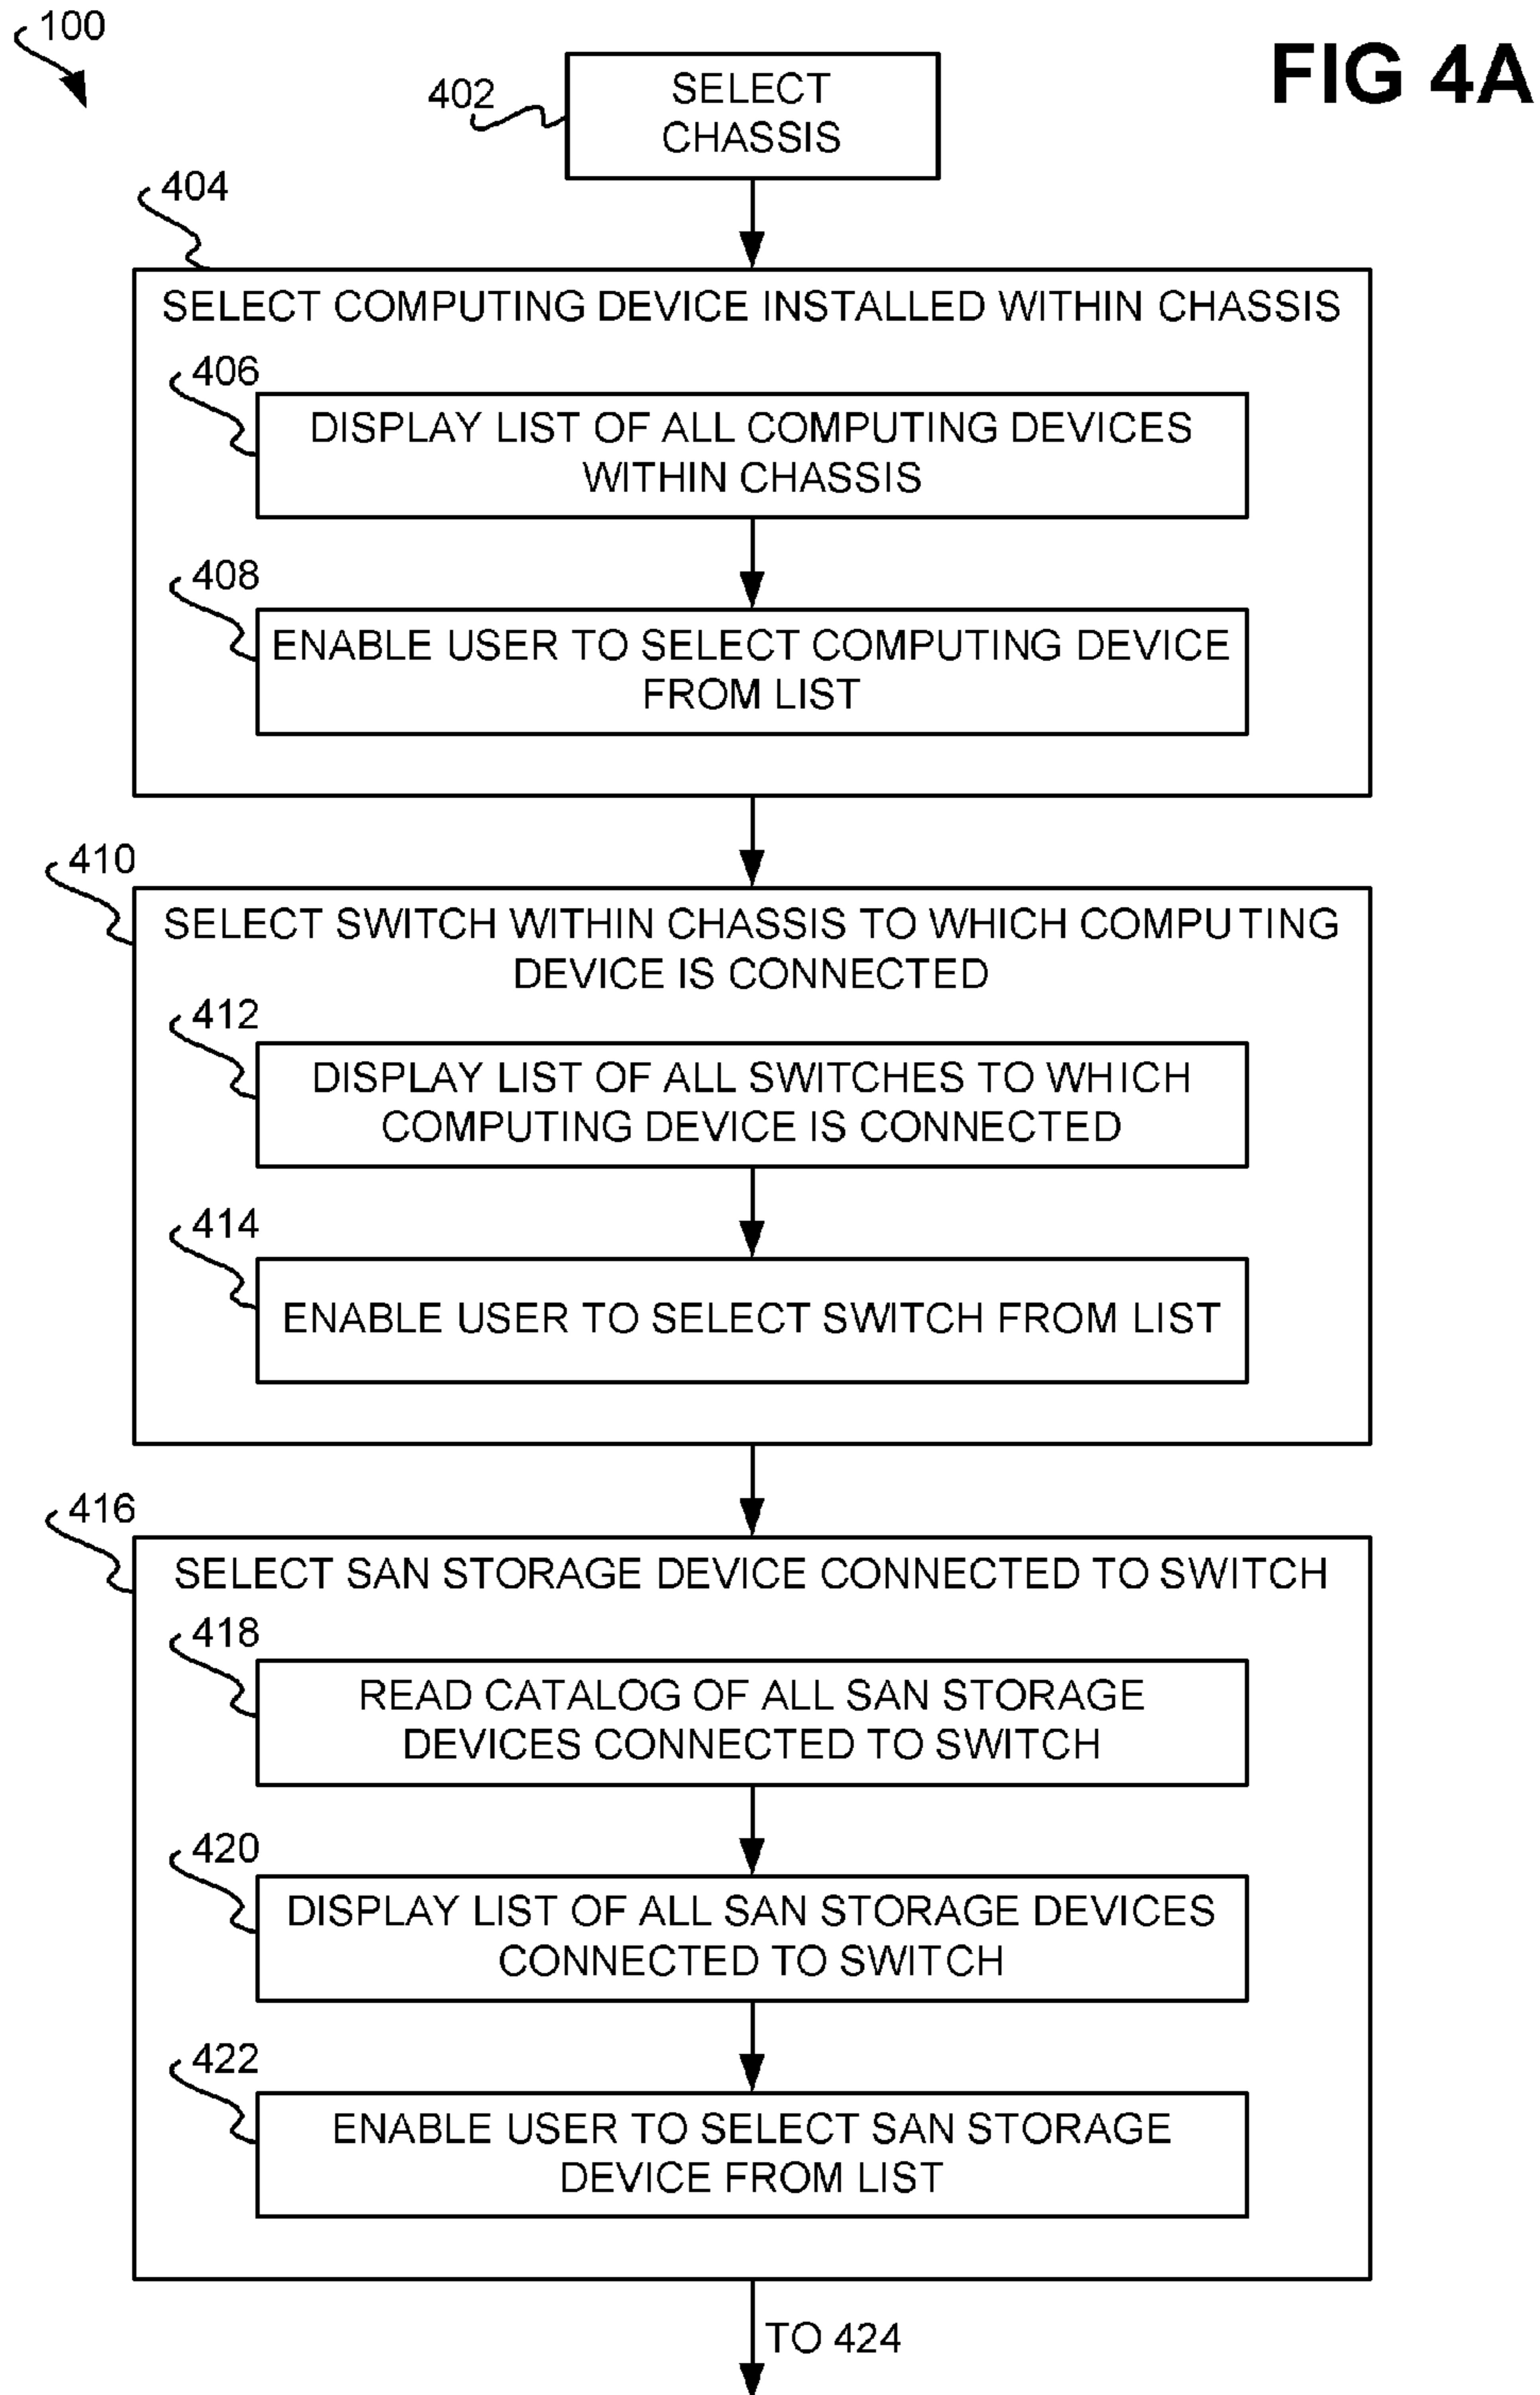 100
FIG 4A
402
SELECT
CHASSIS
404
SELECT COMPUTING DEVICE INSTALLED WITHIN CHASSIS
406
DISPLAY LIST OF ALL COMPUTING DEVICES
WITHIN CHASSIS
408
ENABLE USER TO SELECT COMPUTING DEVICE
FROM LIST
410
SELECT SWITCH WITHIN CHASSIS TO WHICH COMPUTING
DEVICE IS CONNECTED
412
DISPLAY LIST OF ALL SWITCHES TO WHICH
COMPUTING DEVICE IS CONNECTED
414
ENABLE USER TO SELECT SWITCH FROM LIST
416
SELECT SAN STORAGE DEVICE CONNECTED TO SWITCH
418
READ CATALOG OF ALL SAN STORAGE
DEVICES CONNECTED TO SWITCH
420
DISPLAY LIST OF ALL SAN STORAGE DEVICES
CONNECTED TO SWITCH
422
ENABLE USER TO SELECT SAN STORAGE
DEVICE FROM LIST
TO 424